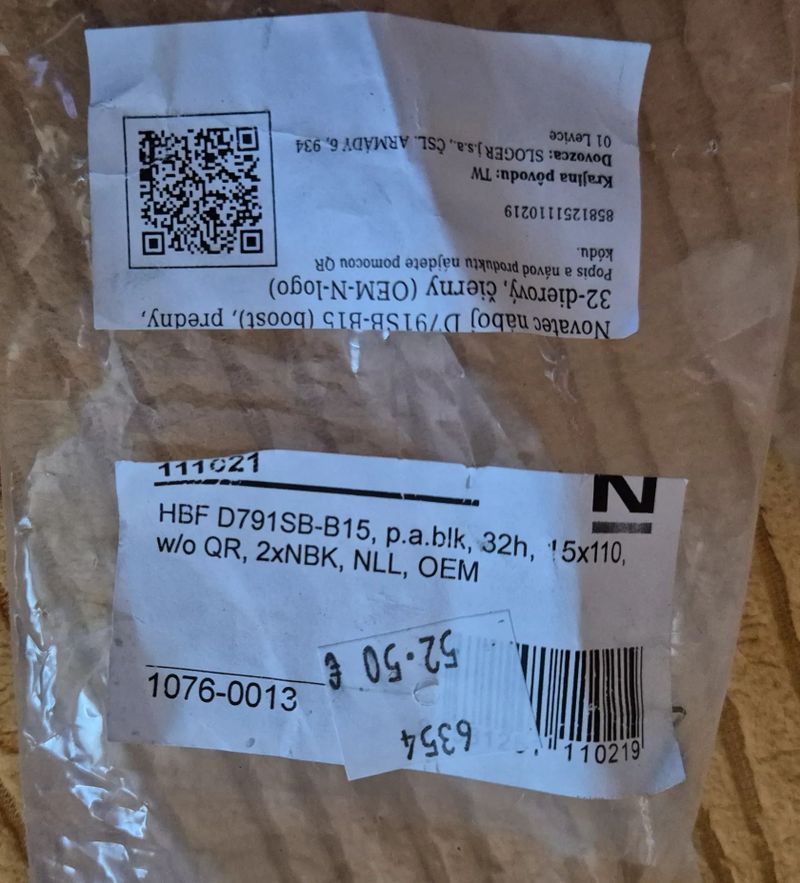 Novatec náboj D791SB-B15 (boost), predný,
32-dierový, čierny (OEM-N-logo)
Popis a návod produktu nájdete pomocou QR
kódu.
8581251110219
Krajina pôvodu: TW
Dovozca: SLOGER j.s.a., ČSL. ARMÁDY 6, 934
01 Levice
111021
N
HBF D791SB-B15, p.a.blk, 32h, 15x110,
w/o QR, 2xNBK, NLL, OEM
1076-0013
6354
52.50 €
110219